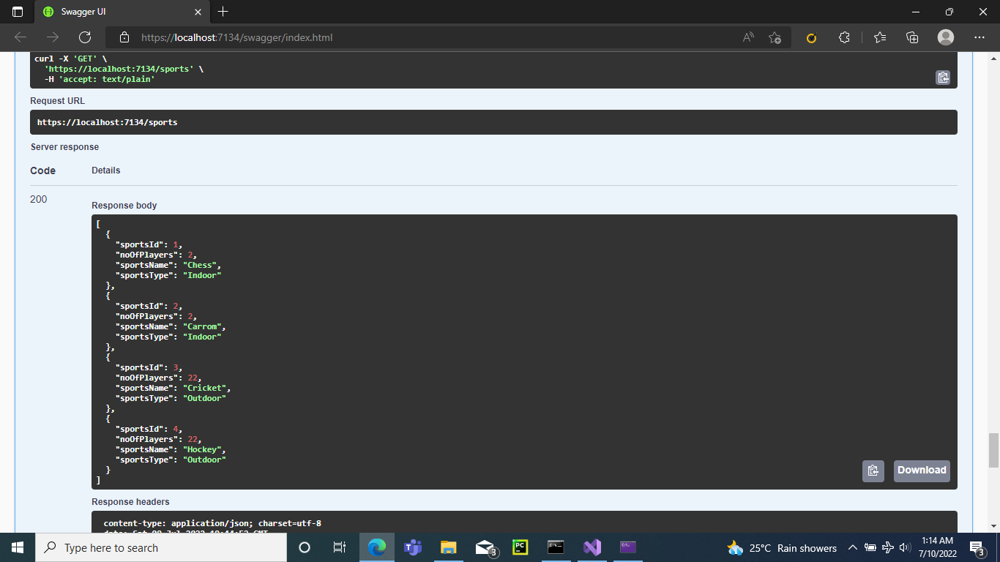 Swagger UI
https://localhost:7134/swagger/index.html
curl -X 'GET' \
  'https://localhost:7134/sports' \
  -H 'accept: text/plain'
Request URL
https://localhost:7134/sports
Server response
Code Details
200
Response body
[
  {
    "sportsId": 1,
    "noOfPlayers": 2,
    "sportsName": "Chess",
    "sportsType": "Indoor"
  },
  {
    "sportsId": 2,
    "noOfPlayers": 2,
    "sportsName": "Carrom",
    "sportsType": "Indoor"
  },
  {
    "sportsId": 3,
    "noOfPlayers": 22,
    "sportsName": "Cricket",
    "sportsType": "Outdoor"
  },
  {
    "sportsId": 4,
    "noOfPlayers": 22,
    "sportsName": "Hockey",
    "sportsType": "Outdoor"
  }
]
Download
Response headers
content-type: application/json; charset=utf-8
Type here to search
3
PC
25°C Rain showers
1:14 AM
7/10/2022
3